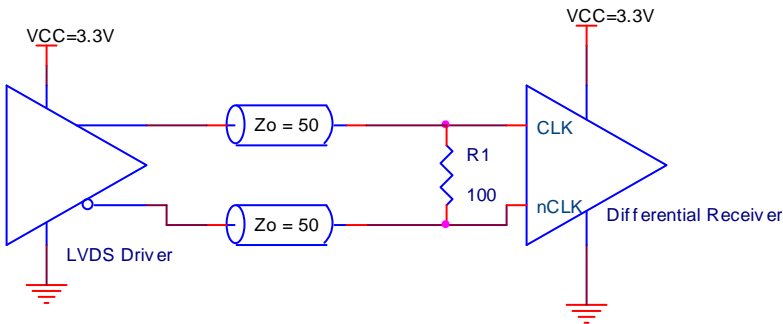 VCC=3.3V
VCC=3.3V
Zo = 50
CLK
R1
100
Zo = 50
nCLK
Differential Receiver
LVDS Driver